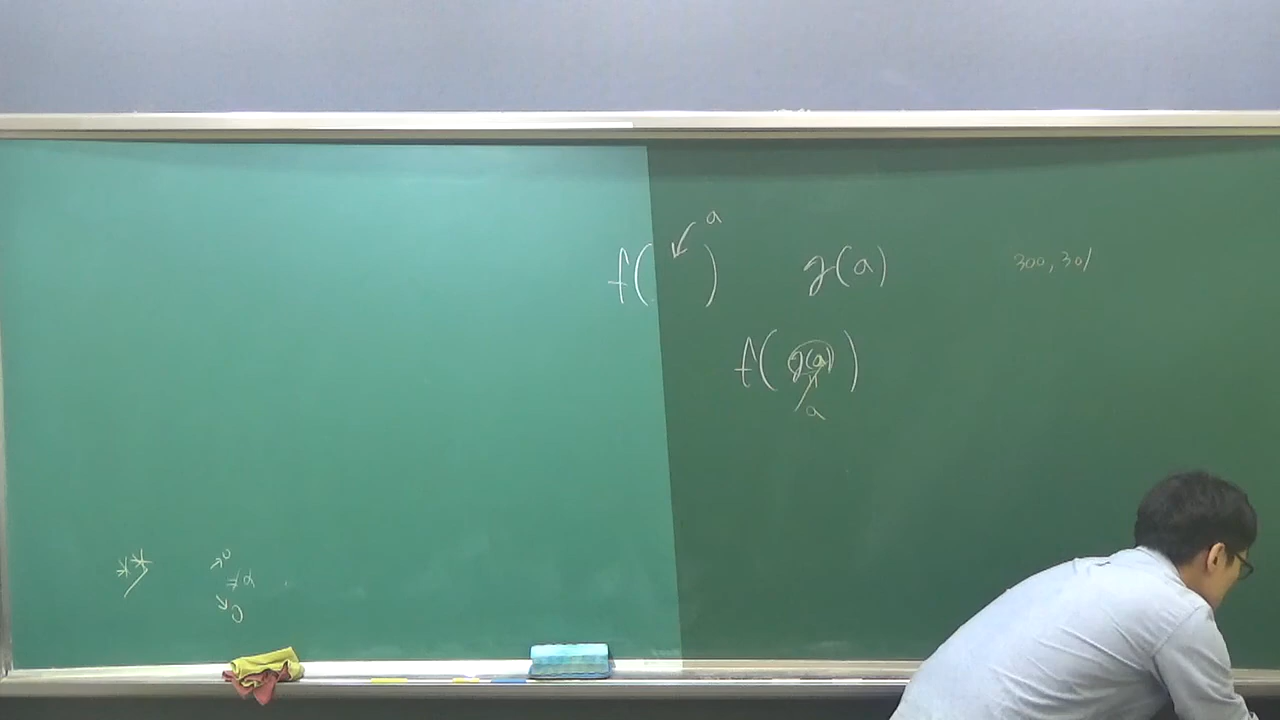 a
f( ) g(a) 300, 301
f( g(a) )
a